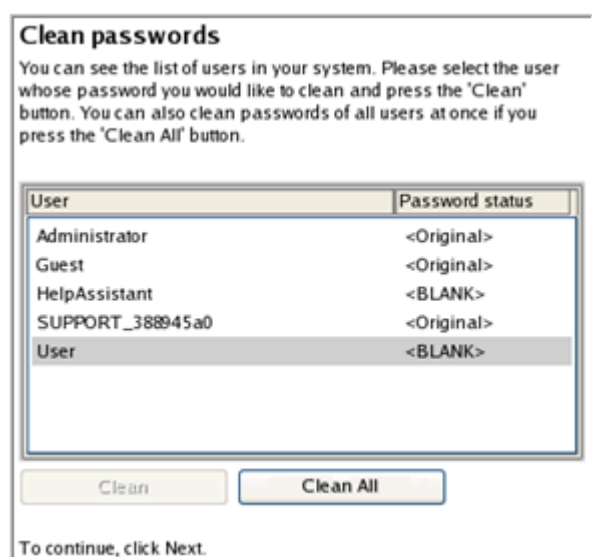 Clean passwords
You can see the list of users in your system. Please select the user
whose password you would like to clean and press the 'Clean'
button. You can also clean passwords of all users at once if you
press the 'Clean All' button.
User Password status
Administrator <Original>
Guest <Original>
HelpAssistant <BLANK>
SUPPORT_388945a0 <Original>
User <BLANK>
Clean Clean All
To continue, click Next.